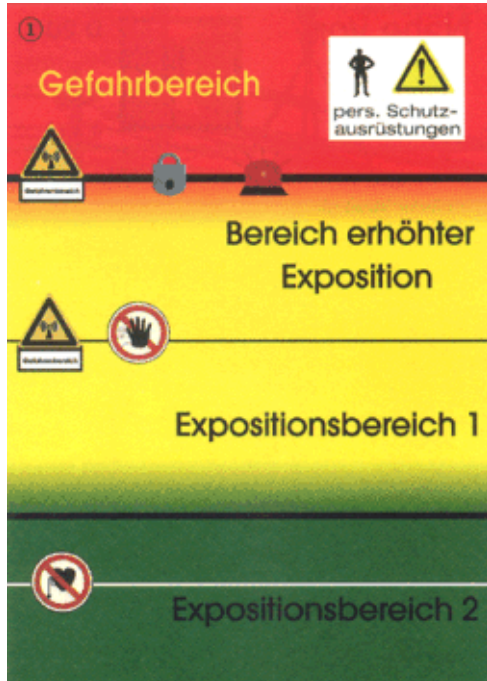 ①
Gefahrbereich
pers. Schutz-
ausrüstungen
Bereich erhöhter
Exposition
Expositionsbereich 1
Expositionsbereich 2